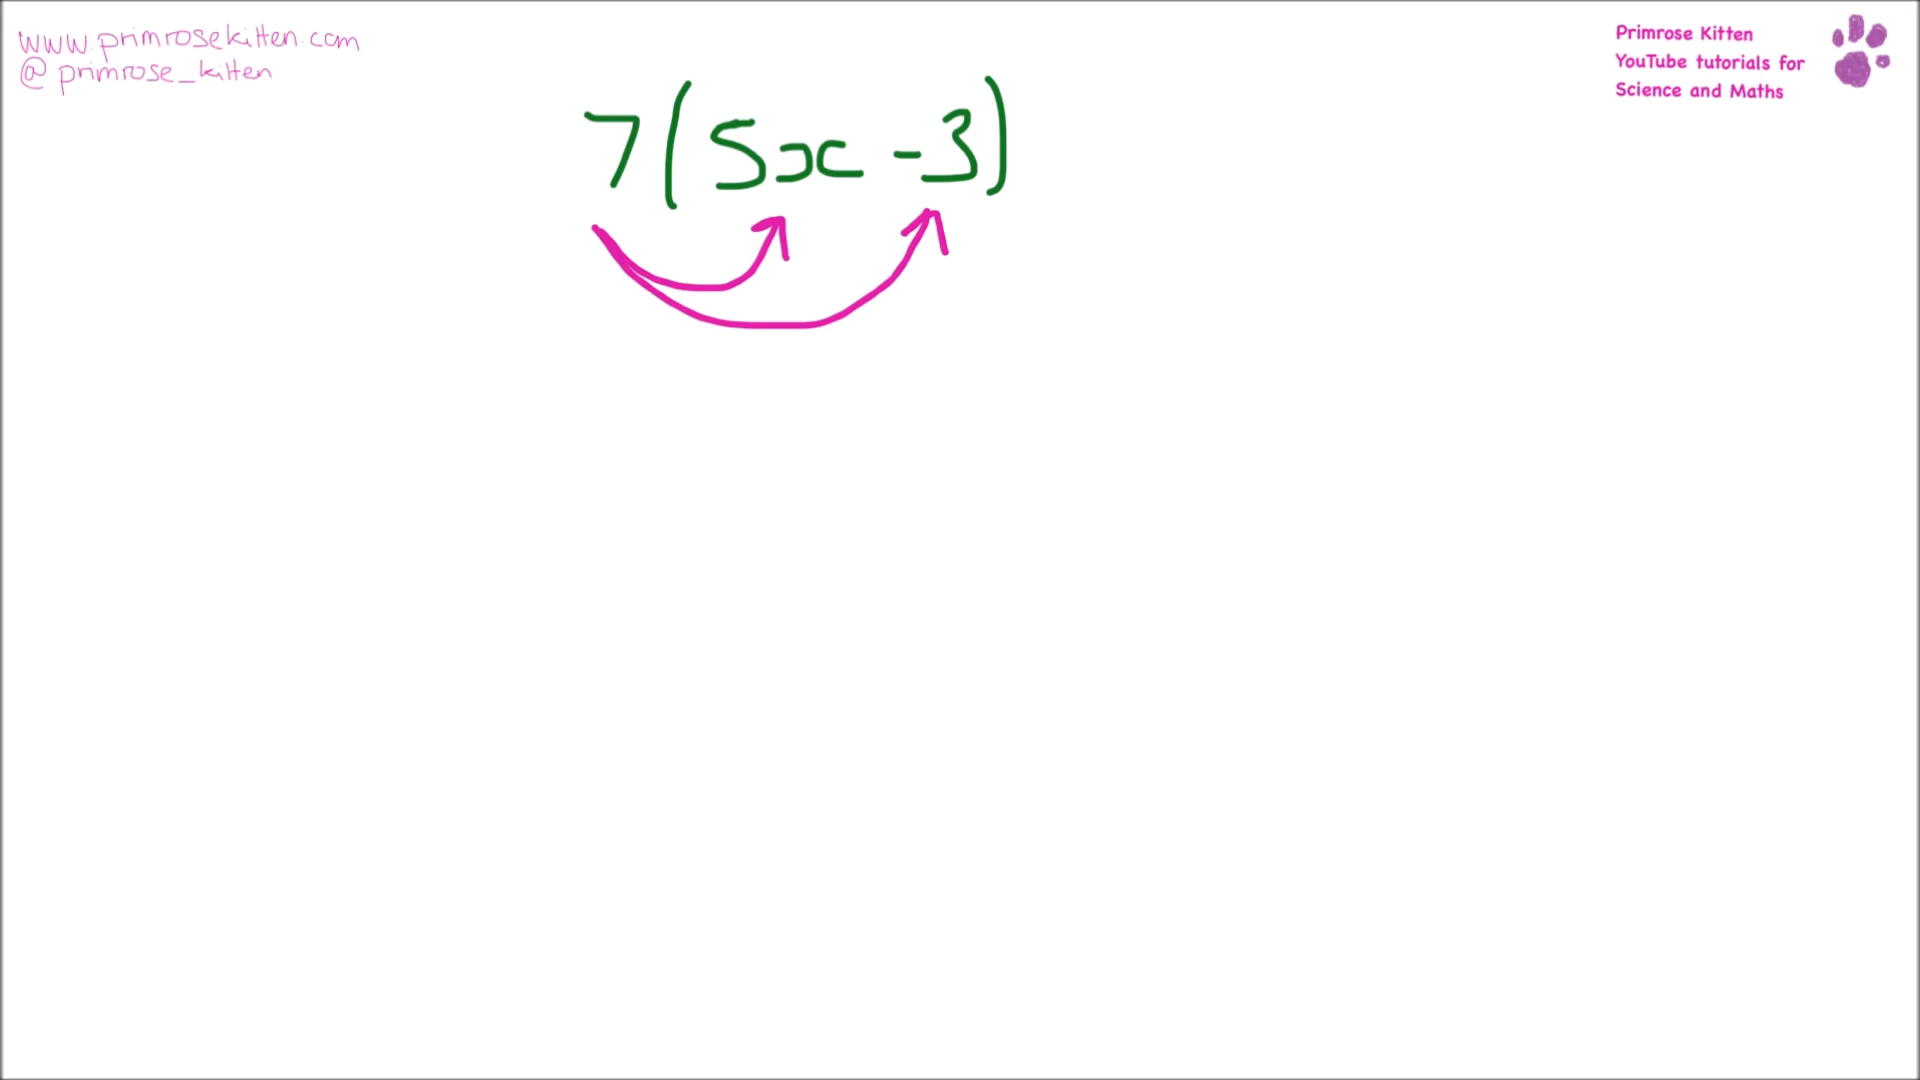 www.primrosekitten.com
@primrose_kitten
Primrose Kitten
YouTube tutorials for
Science and Maths
7(5x-3)